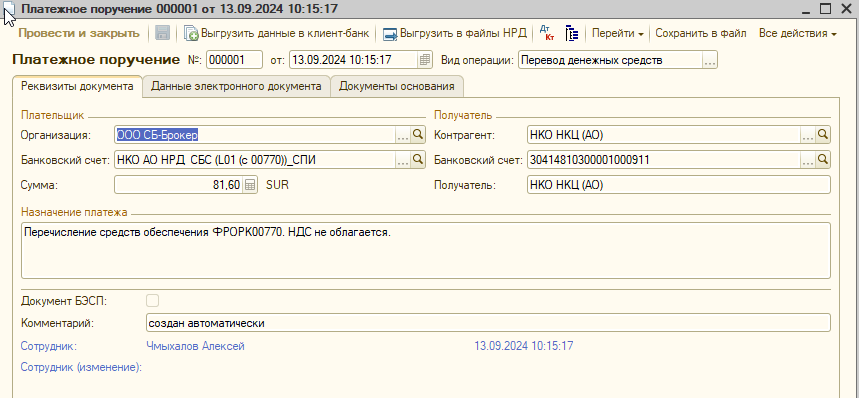 Платежное поручение 000001 от 13.09.2024 10:15:17
Провести и закрыть Выгрузить данные в клиент-банк Выгрузить в файлы НРД Дт Кт Перейти Сохранить в файл Все действия
Платежное поручение №: 000001 от: 13.09.2024 10:15:17 Вид операции: Перевод денежных средств ...
Реквизиты документа Данные электронного документа Документы основания
Плательщик Получатель
Организация: ООО СБ-Брокер ... Контрагент: НКО НКЦ (АО) ...
Банковский счет: НКО АО НРД_СБС (L01 (с 00770))_СПИ ... Банковский счет: 30414810300001000911 ...
Сумма: 81,60 SUR Получатель: НКО НКЦ (АО)
Назначение платежа
Перечисление средств обеспечения ФРОРК00770. НДС не облагается.
Документ БЭСП:
Комментарий: создан автоматически
Сотрудник: Чмыхалов Алексей 13.09.2024 10:15:17
Сотрудник (изменение):